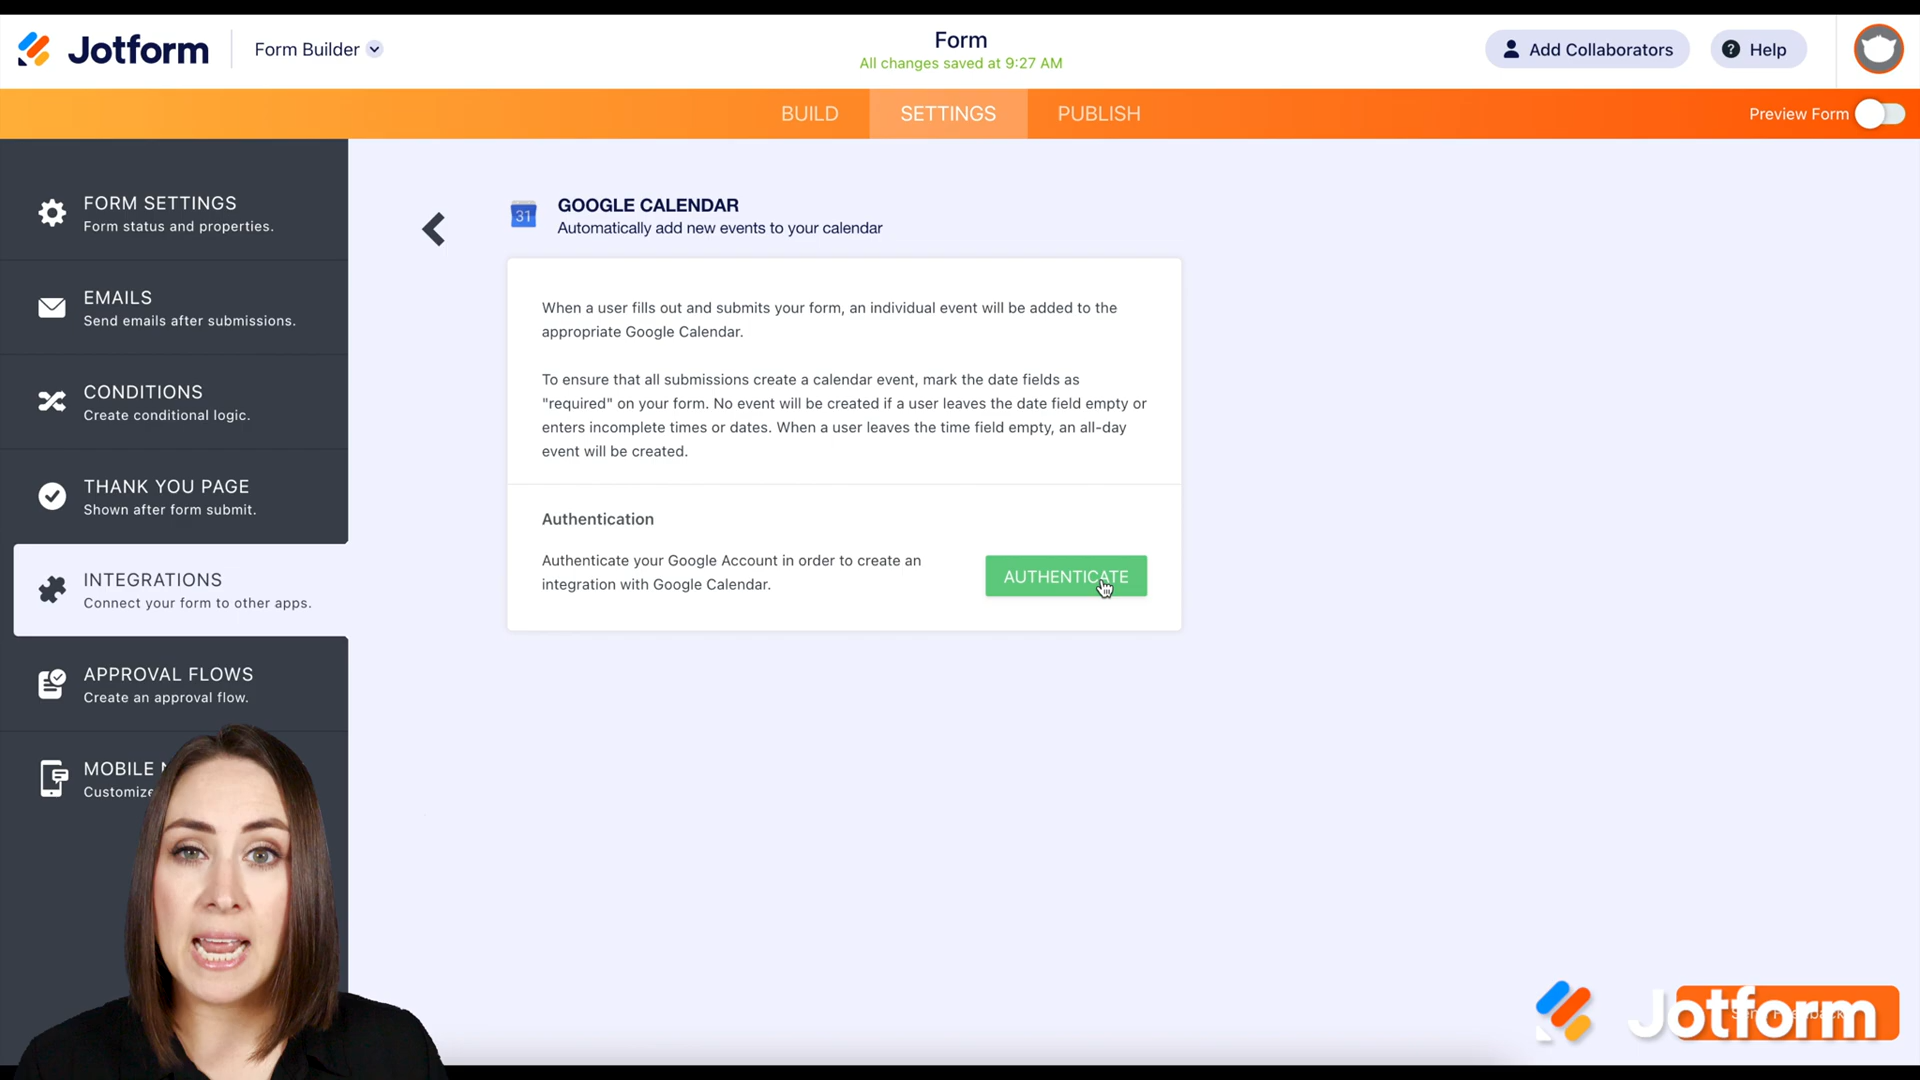 Jotform
Form Builder
Form
All changes saved at 9:27 AM
Add Collaborators
? Help
BUILD
SETTINGS
PUBLISH
Preview Form
FORM SETTINGS
Form status and properties.
EMAILS
Send emails after submissions.
CONDITIONS
Create conditional logic.
THANK YOU PAGE
Shown after form submit.
INTEGRATIONS
Connect your form to other apps.
APPROVAL FLOWS
Create an approval flow.
MOBILE
Customize
31
GOOGLE CALENDAR
Automatically add new events to your calendar
When a user fills out and submits your form, an individual event will be added to the
appropriate Google Calendar.
To ensure that all submissions create a calendar event, mark the date fields as
"required" on your form. No event will be created if a user leaves the date field empty or
enters incomplete times or dates. When a user leaves the time field empty, an all-day
event will be created.
Authentication
Authenticate your Google Account in order to create an
integration with Google Calendar.
AUTHENTICATE
Jotform